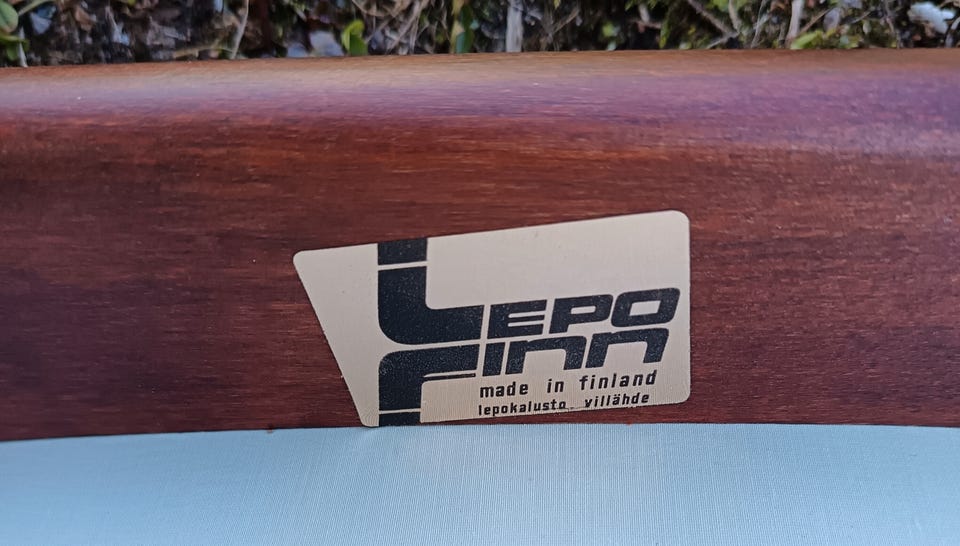 LEPO
FINN
made in finland
lepokalusto villähde